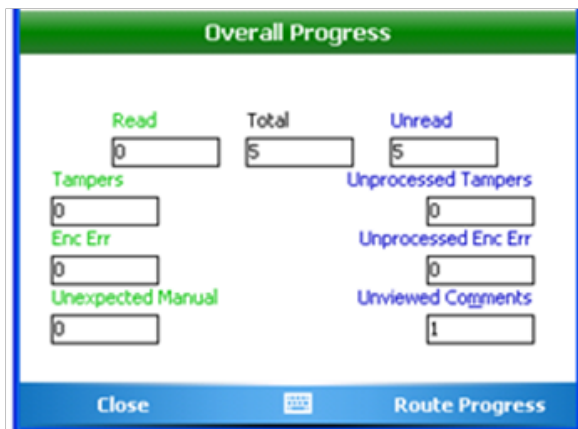 Overall Progress
Read Total Unread
0 5 5
Tampers Unprocessed Tampers
0 0
Enc Err Unprocessed Enc Err
0 0
Unexpected Manual Unviewed Comments
0 1
Close Route Progress